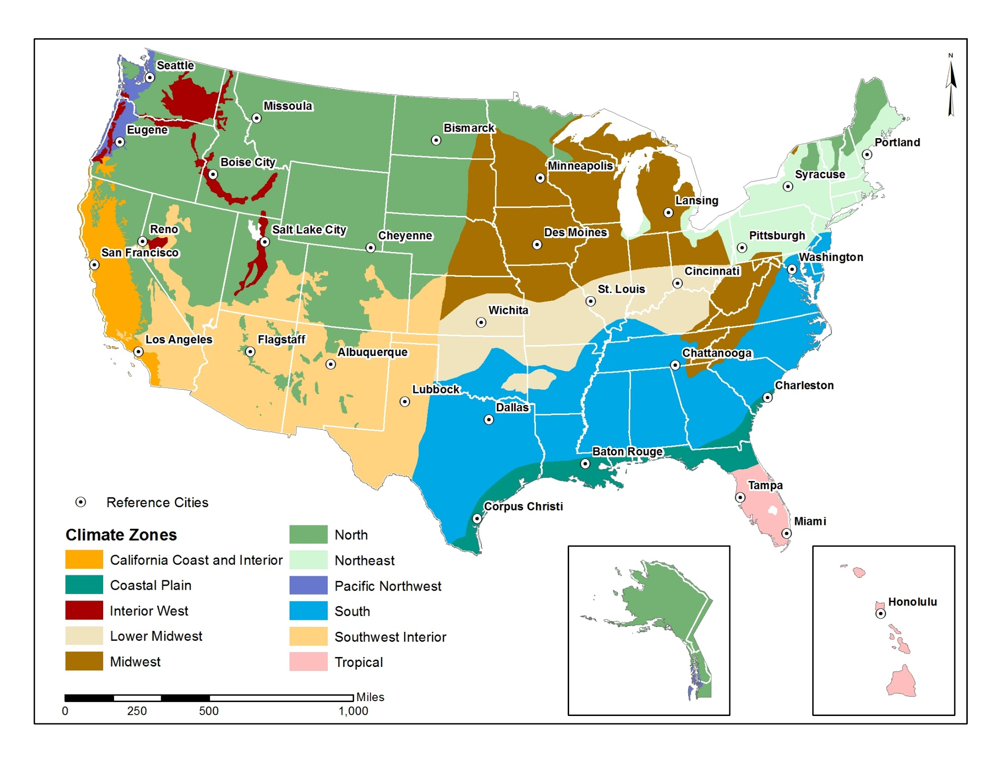 N
Seattle
Missoula
Bismarck
Eugene
Portland
Boise City
Minneapolis
Syracuse
Lansing
Reno
Salt Lake City
Cheyenne
Des Moines
Pittsburgh
San Francisco
Washington
Cincinnati
St. Louis
Wichita
Los Angeles
Flagstaff
Albuquerque
Chattanooga
Charleston
Lubbock
Dallas
Baton Rouge
Tampa
Corpus Christi
Miami
Honolulu
Reference Cities
Climate Zones
California Coast and Interior
Coastal Plain
Interior West
Lower Midwest
Midwest
North
Northeast
Pacific Northwest
South
Southwest Interior
Tropical
Miles
0 250 500 1,000